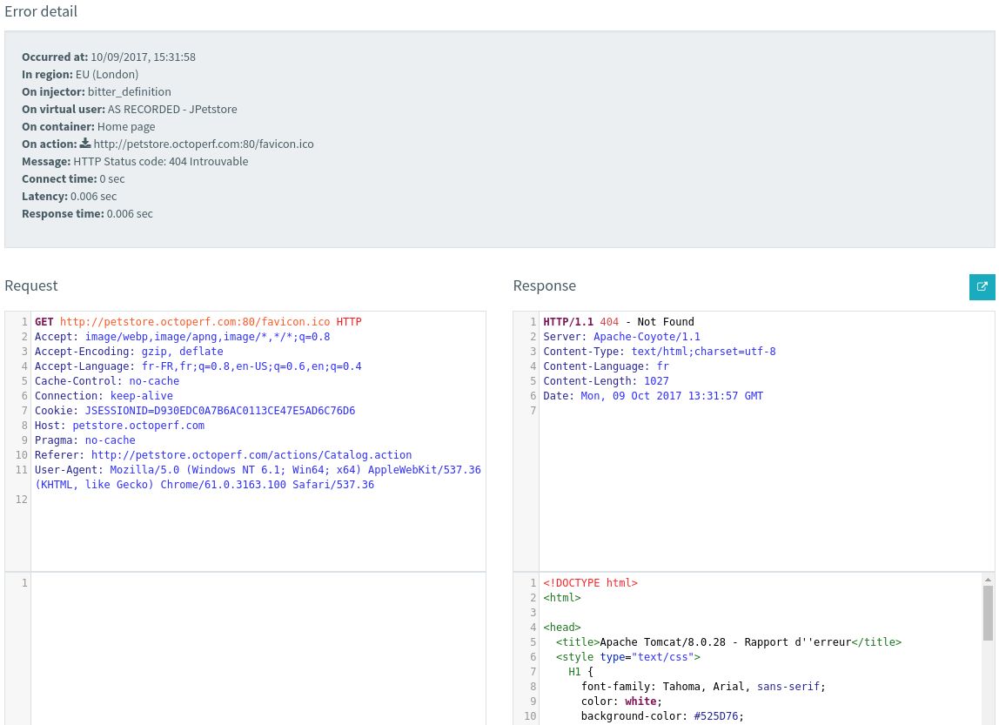 Error detail
Occurred at: 10/09/2017, 15:31:58
In region: EU (London)
On injector: bitter_definition
On virtual user: AS RECORDED - JPetstore
On container: Home page
On action: http://petstore.octoperf.com:80/favicon.ico
Message: HTTP Status code: 404 Introuvable
Connect time: 0 sec
Latency: 0.006 sec
Response time: 0.006 sec
Request
1 GET http://petstore.octoperf.com:80/favicon.ico HTTP
2 Accept: image/webp,image/apng,image/*,*/*;q=0.8
3 Accept-Encoding: gzip, deflate
4 Accept-Language: fr-FR,fr;q=0.8,en-US;q=0.6,en;q=0.4
5 Cache-Control: no-cache
6 Connection: keep-alive
7 Cookie: JSESSIONID=D930EDC0A7B6AC0113CE47E5AD6C76D6
8 Host: petstore.octoperf.com
9 Pragma: no-cache
10 Referer: http://petstore.octoperf.com/actions/Catalog.action
11 User-Agent: Mozilla/5.0 (Windows NT 6.1; Win64; x64) AppleWebKit/537.36
(KHTML, like Gecko) Chrome/61.0.3163.100 Safari/537.36
12
1
Response
1 HTTP/1.1 404 - Not Found
2 Server: Apache-Coyote/1.1
3 Content-Type: text/html;charset=utf-8
4 Content-Language: fr
5 Content-Length: 1027
6 Date: Mon, 09 Oct 2017 13:31:57 GMT
7
1 <!DOCTYPE html>
2 <html>
3
4 <head>
5 <title>Apache Tomcat/8.0.28 - Rapport d''erreur</title>
6 <style type="text/css">
7 H1 {
8 font-family: Tahoma, Arial, sans-serif;
9 color: white;
10 background-color: #525D76;